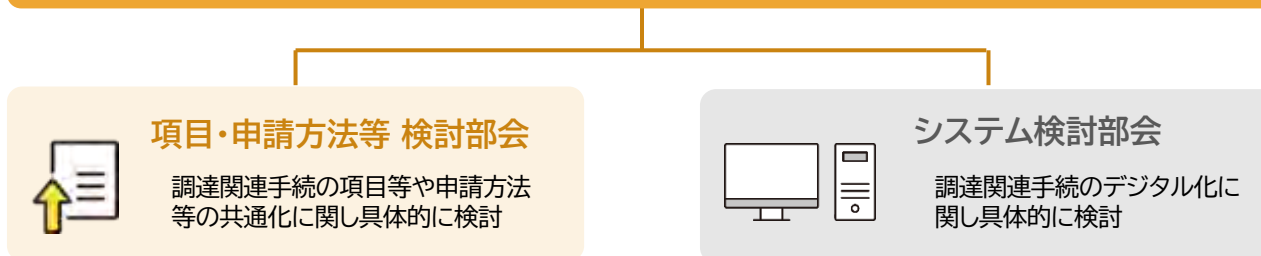 項目・申請方法等 検討部会
調達関連手続の項目等や申請方法
等の共通化に関し具体的に検討
システム検討部会
調達関連手続のデジタル化に
関し具体的に検討